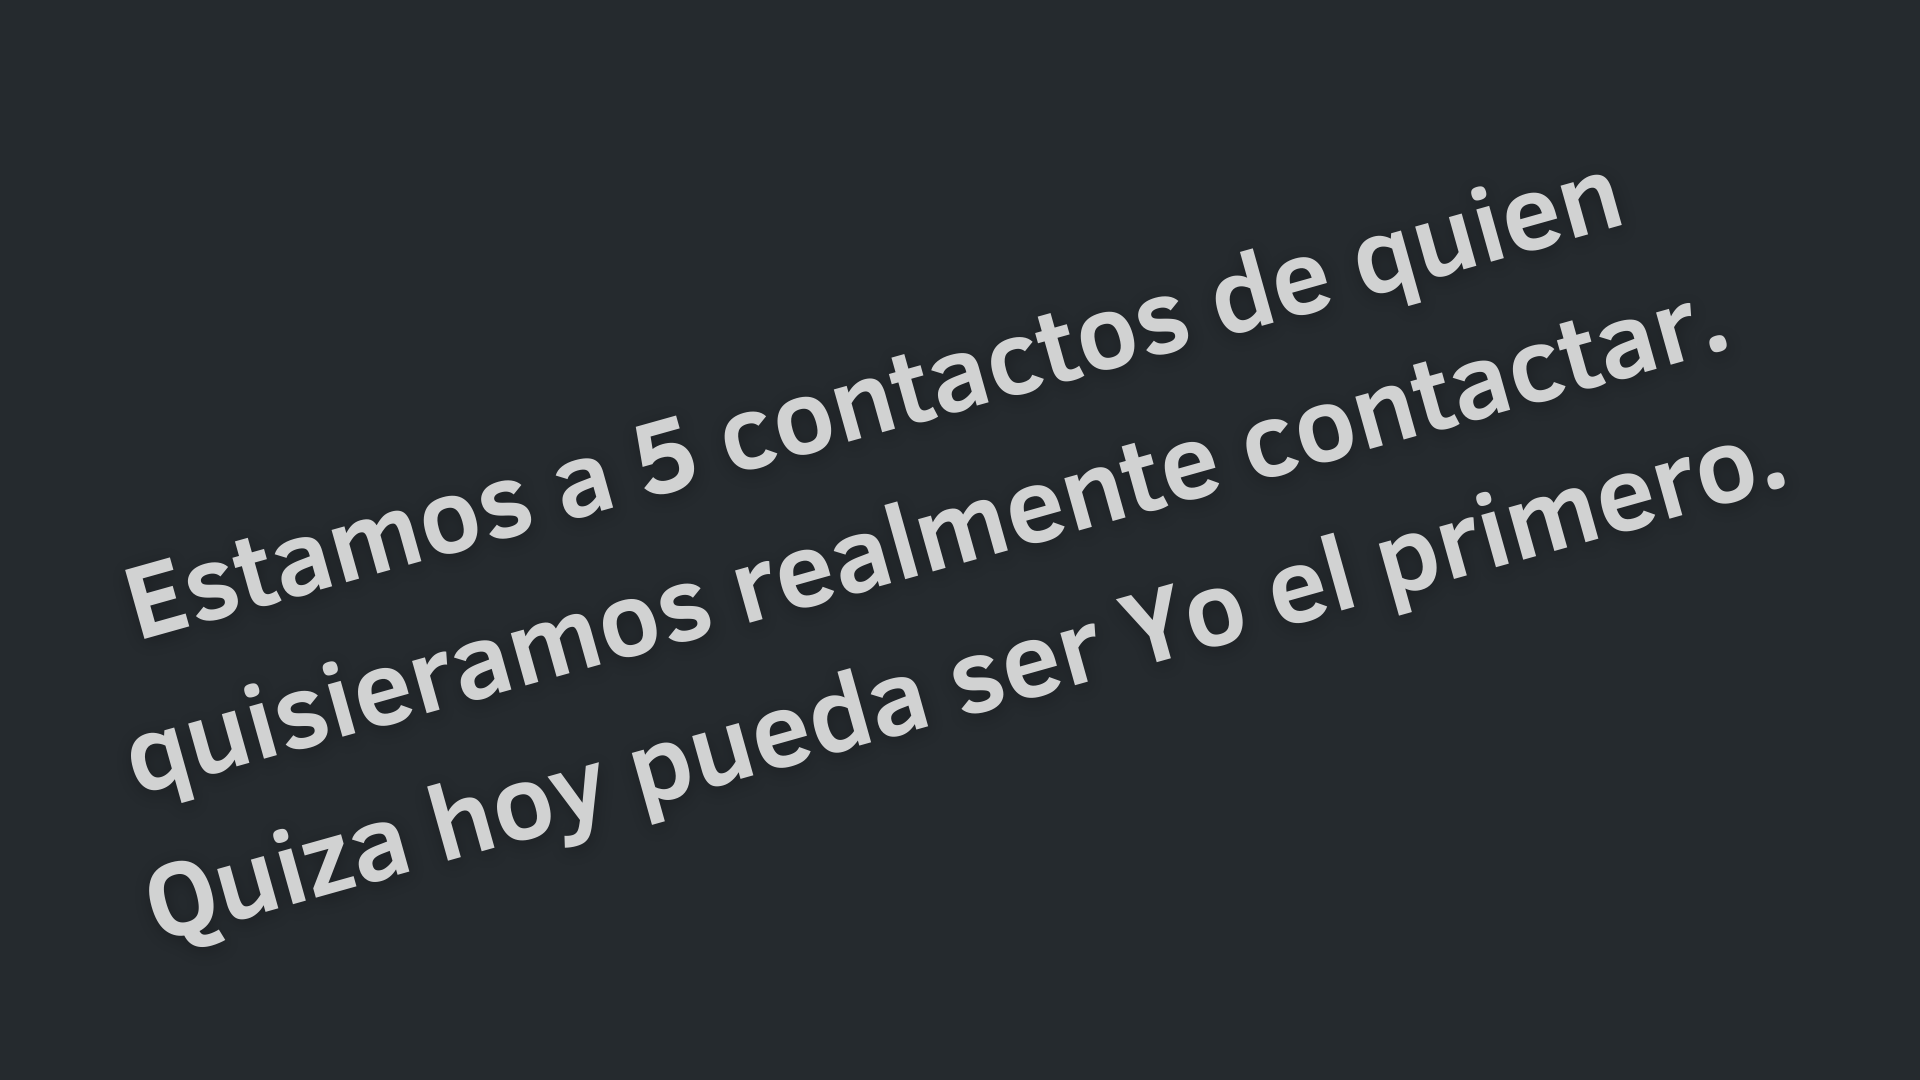 Estamos a 5 contactos de quien
quisieramos realmente contactar.
Quiza hoy pueda ser Yo el primero.